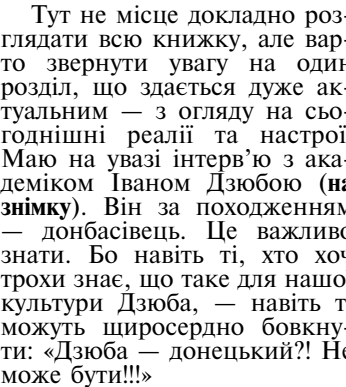 Тут не місце докладно роз-
глядати всю книжку, але вар-
то звернути увагу на один
розділ, що здається дуже ак-
туальним — з огляду на сьо-
годнішні реалії та настрої
Маю на увазі інтерв’ю з ака-
деміком Іваном Дзюбою (на
знімку). Він за походженням
— донбасівець. Це важливо
знати. Бо навіть ті, хто хоч
трохи знає, що таке для нашо
культури Дзюба, — навіть т
можуть щиросердно бовкну-
ти: «Дзюба — донецький?! Не
може бути!!!»